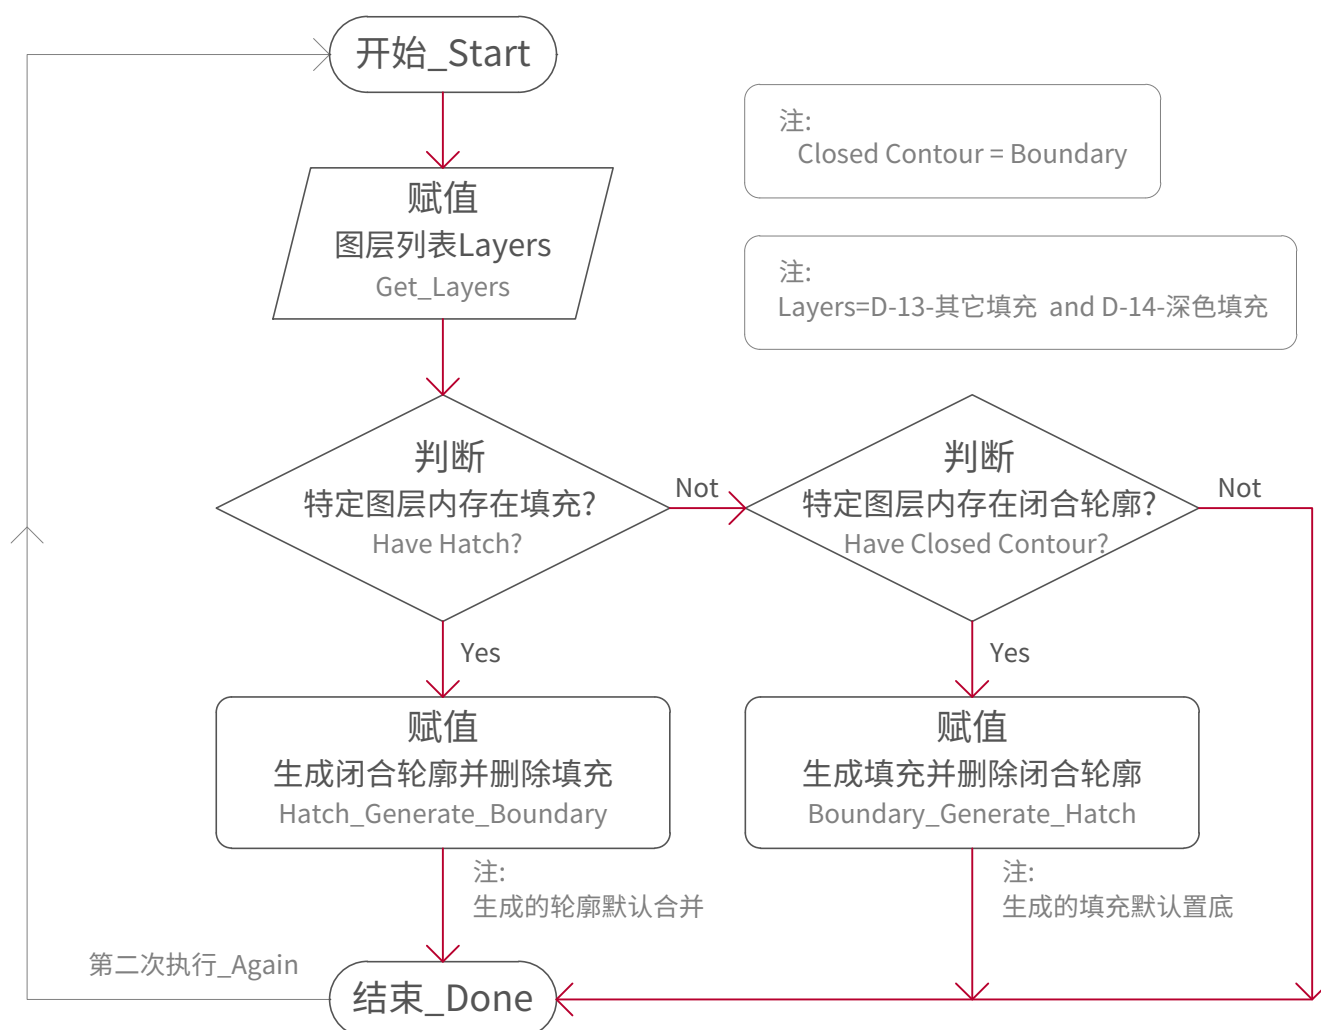 开始_Start
注:
Closed Contour = Boundary
赋值
图层列表Layers
Get_Layers
注:
Layers=D-13-其它填充 and D-14-深色填充
判断
特定图层内存在填充?
Have Hatch?
Not
判断
特定图层内存在闭合轮廓?
Have Closed Contour?
Not
Yes
Yes
赋值
生成闭合轮廓并删除填充
Hatch_Generate_Boundary
赋值
生成填充并删除闭合轮廓
Boundary_Generate_Hatch
注:
生成的轮廓默认合并
注:
生成的填充默认置底
第二次执行_Again
结束_Done